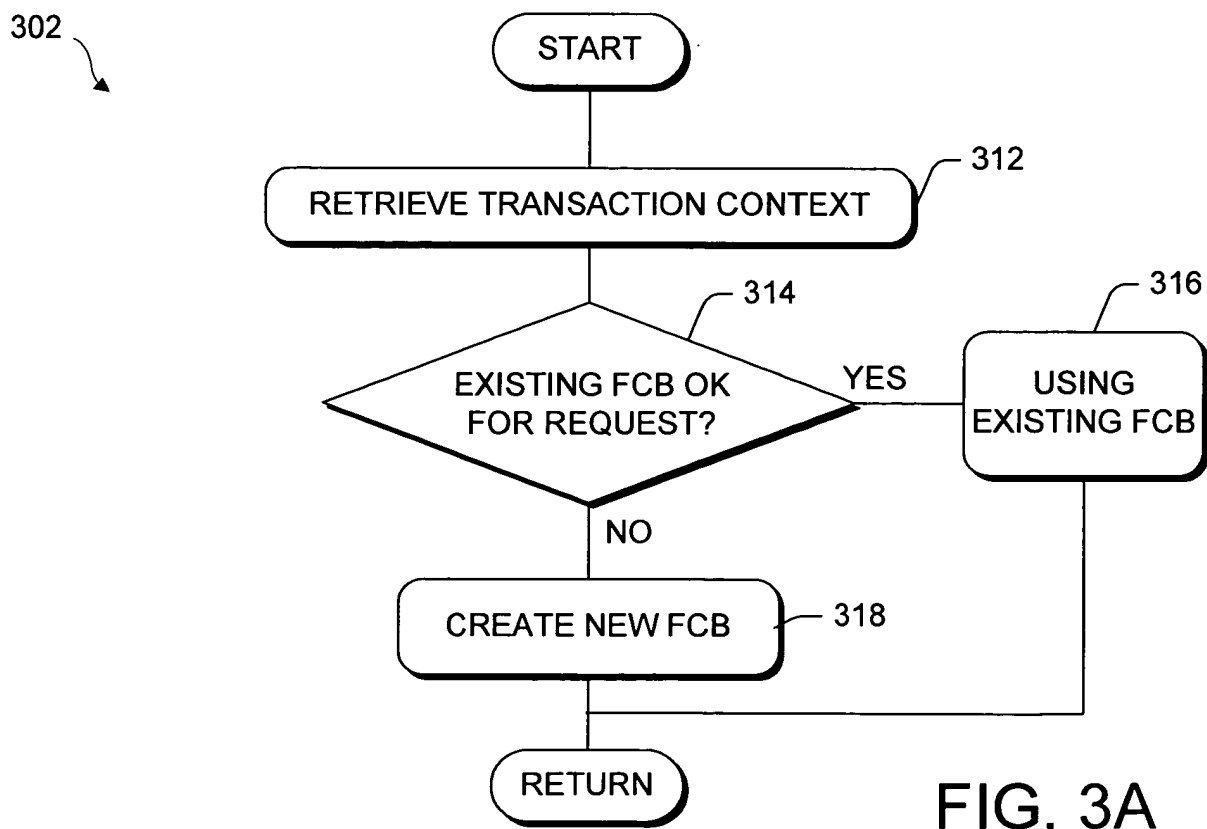 302
START
312
RETRIEVE TRANSACTION CONTEXT
314
316
EXISTING FCB OK
FOR REQUEST?
YES
USING
EXISTING FCB
NO
CREATE NEW FCB
318
RETURN
FIG. 3A